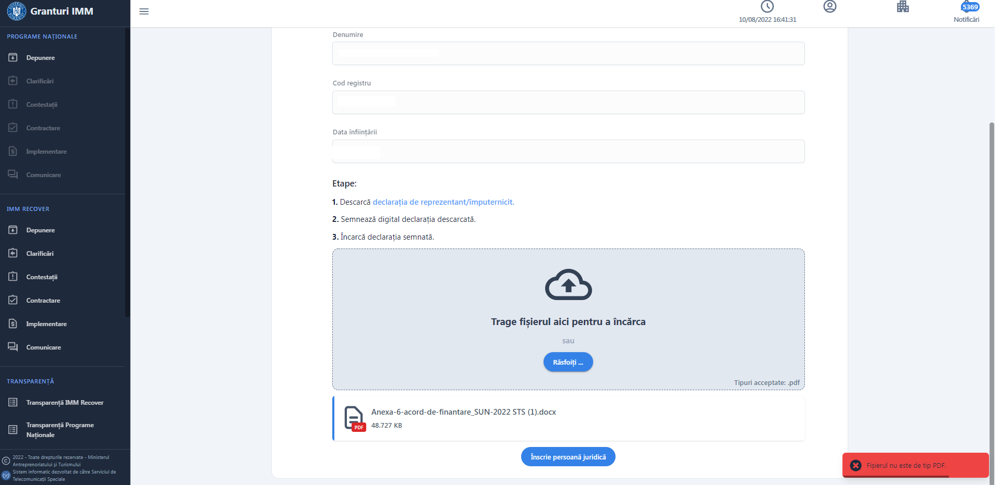 Granturi IMM
10/08/2022 16:41:31
5369
Notificări
PROGRAME NAȚIONALE
Depunere
Clarificări
Contestații
Contractare
Implementare
Comunicare
IMM RECOVER
Depunere
Clarificări
Contestații
Contractare
Implementare
Comunicare
TRANSPARENȚĂ
Transparență IMM Recover
Transparență Programe
Naționale
2022 - Toate drepturile rezervate - Ministerul
Antreprenoriatului și Turismului
Sistem informatic dezvoltat de către Serviciul de
Telecomunicații Speciale
Denumire
Cod registru
Data înființării
Etape:
1. Descarcă declarația de reprezentant/împuternicit.
2. Semnează digital declarația descarcată.
3. Încarcă declarația semnată.
Trage fișierul aici pentru a încărca
sau
Răsfoiți ...
Tipuri acceptate: .pdf
Anexa-6-acord-de-finantare_SUN-2022 STS (1).docx
PDF
48.727 KB
Înscrie persoană juridică
Fișierul nu este de tip PDF.